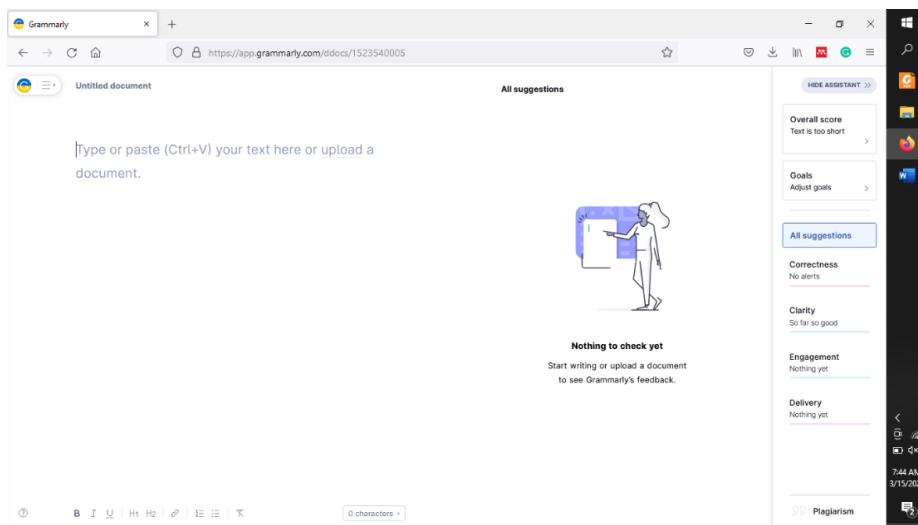 Grammarly
https://app.grammarly.com/ddocs/1523540005
Untitled document
All suggestions
HIDE ASSISTANT
Type or paste (Ctrl+V) your text here or upload a
document.
Overall score
Text is too short
Goals
Adjust goals
All suggestions
Correctness
No alerts
Clarity
So far so good
Engagement
Nothing yet
Delivery
Nothing yet
Nothing to check yet
Start writing or upload a document
to see Grammarly's feedback.
B I U H1 H2
0 characters
Plagiarism
7:44 AM